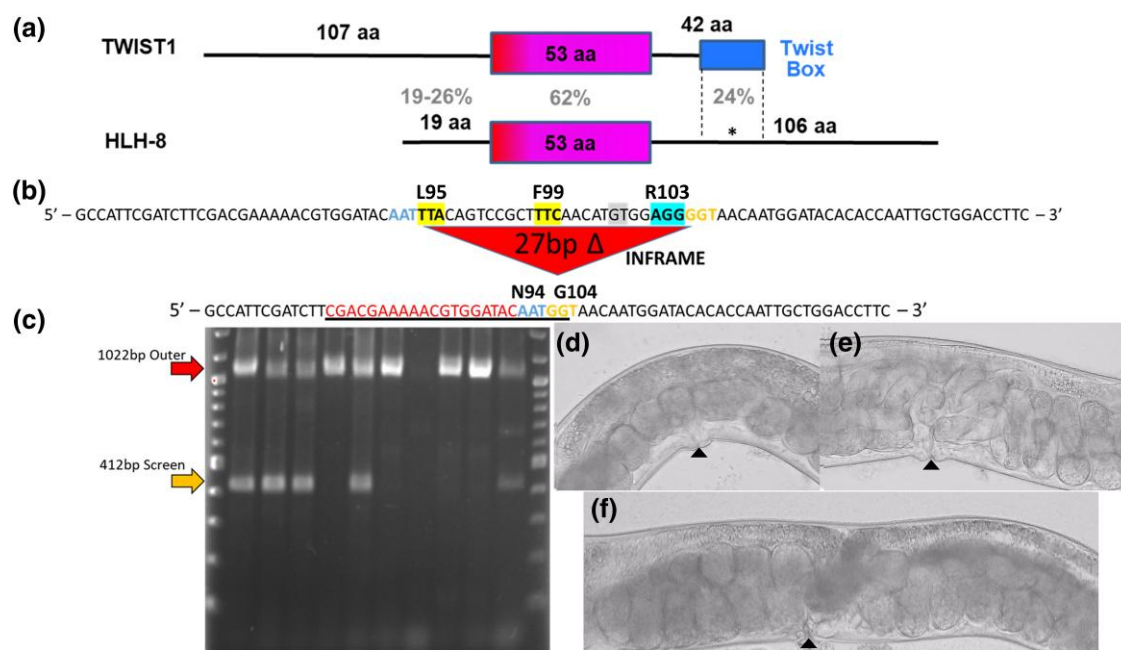 (a)
107 aa
42 aa
TWIST1
53 aa
Twist
Box
19-26%
62%
24%
19 aa
*
106 aa
HLH-8
53 aa
(b)
L95 F99 R103
5' – GCCATTCGATCTTCGACGAAAAACGTGGATACAATTTACAGTCCGCTTTCAACATGTGGAGGGGTAACAATGGATACACACCAATTGCTGGACCTTC – 3'
27bp Δ
INFRAME
N94 G104
5' – GCCATTCGATCTTCGACGAAAAACGTGGATACAATGGTAACAATGGATACACACCAATTGCTGGACCTTC – 3'
(c)
1022bp Outer
412bp Screen
(d)
(e)
(f)